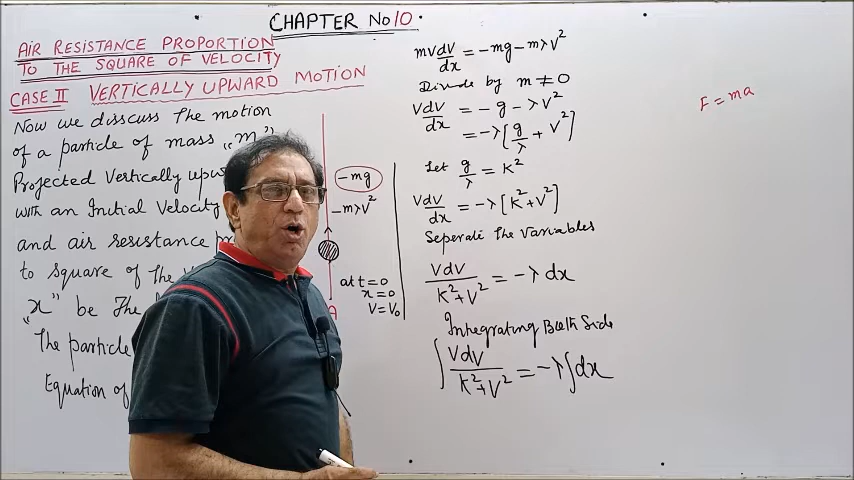 CHAPTER No 10.
AIR RESISTANCE PROPORTION
TO THE SQUARE OF VELOCITY
CASE II VERTICALLY UPWARD MOTION
Now we disscuss The motion
of a particle of mass "m"
Projected Vertically
with an Initial Velocity
and air resistance
to square of The
"x" be The
The particle
Equation of
-mg
-mλV²
at t=0
x=0
V=V₀
A
mv dv/dx = -mg - mλV²
Divide by m ≠ 0
V dv/dx = -g - λV²
= -λ[g/λ + V²]
Let g/λ = K²
V dv/dx = -λ[K²+V²]
Seperate The Variables
VdV/K²+V² = -λ dx
Integrating Both Side
∫ VdV/K²+V² = -λ∫dx
F = ma